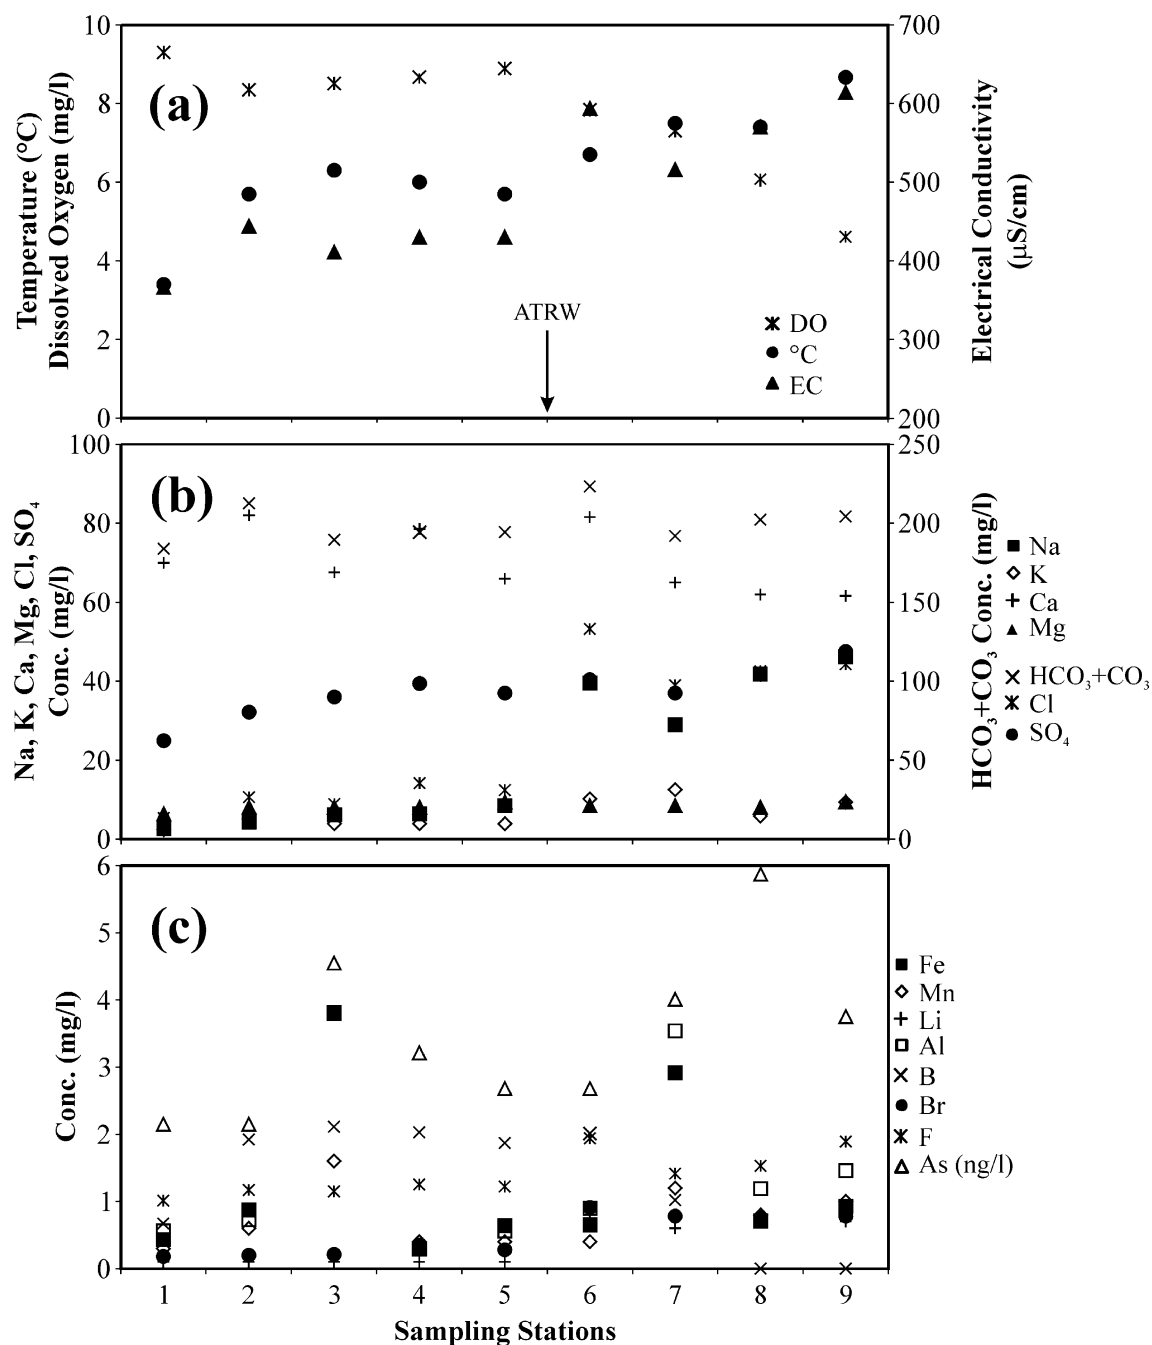 10
8
6
4
2
0
Temperature (°C)
Dissolved Oxygen (mg/l)
(a)
ATRW
DO
°C
EC
700
600
500
400
300
200
Electrical Conductivity
(µS/cm)
100
80
60
40
20
0
Na, K, Ca, Mg, Cl, SO₄
Conc. (mg/l)
(b)
250
200
150
100
50
0
HCO₃+CO₃ Conc. (mg/l)
Na
K
Ca
Mg
HCO₃+CO₃
Cl
SO₄
6
5
4
3
2
1
0
Conc. (mg/l)
(c)
Fe
Mn
Li
Al
B
Br
F
As (ng/l)
1 2 3 4 5 6 7 8 9
Sampling Stations